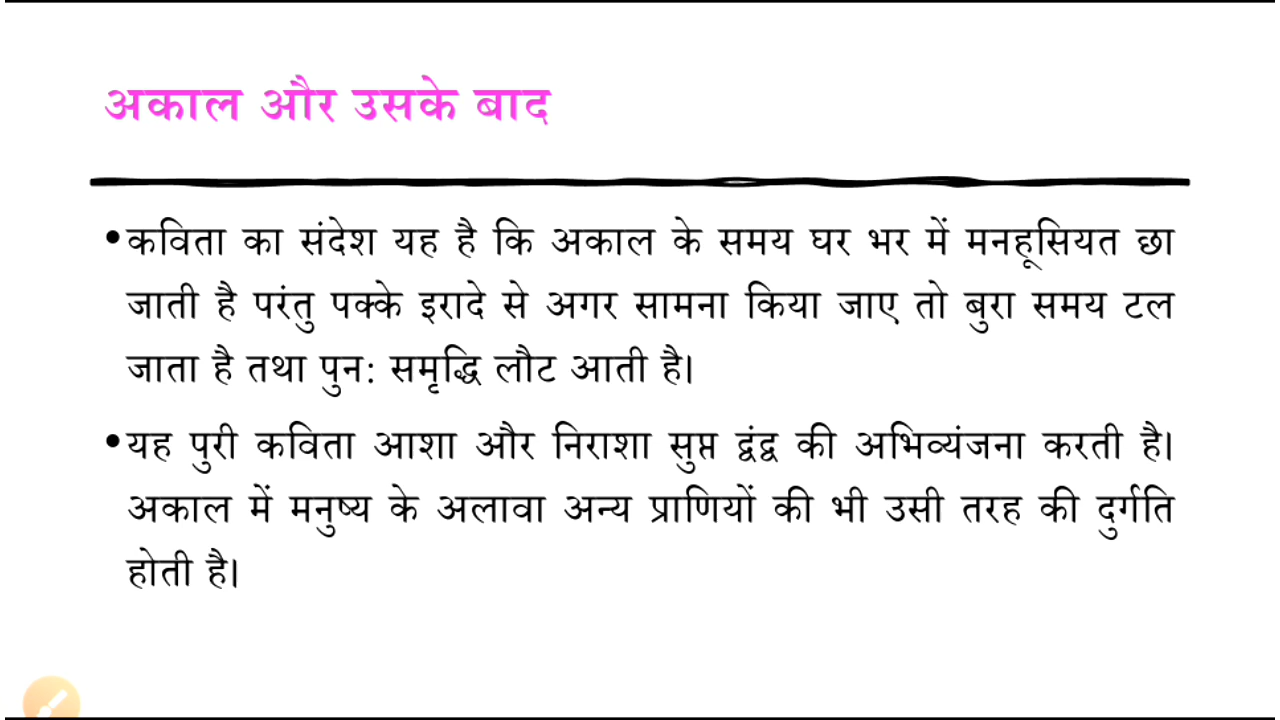 अकाल और उसके बाद
•कविता का संदेश यह है कि अकाल के समय घर भर में मनहूसियत छा
जाती है परंतु पक्के इरादे से अगर सामना किया जाए तो बुरा समय टल
जाता है तथा पुन: समृद्धि लौट आती है।
•यह पुरी कविता आशा और निराशा सुप्त द्वंद्व की अभिव्यंजना करती है।
अकाल में मनुष्य के अलावा अन्य प्राणियों की भी उसी तरह की दुर्गति
होती है।